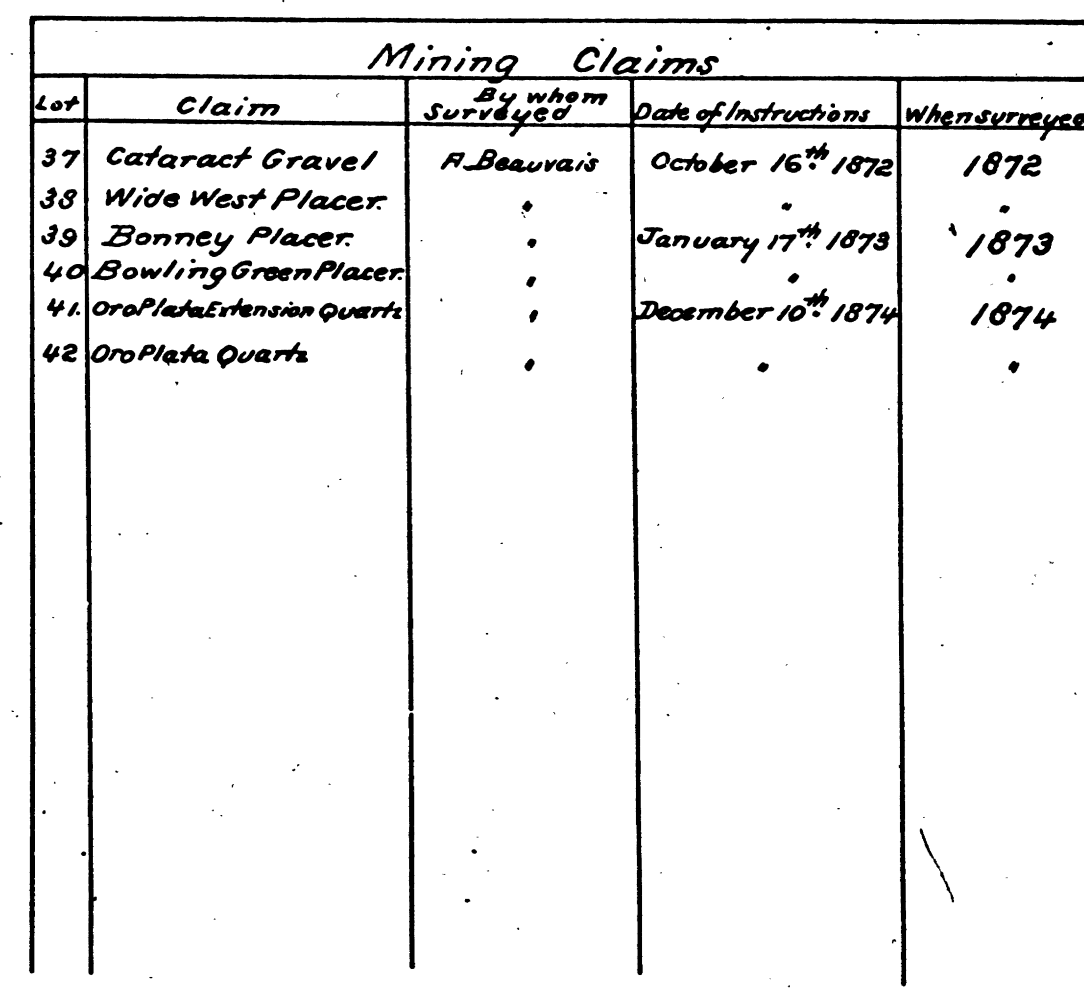 Mining Claims
Lot Claim By whom Surveyed Date of Instructions When surveyed
37 Cataract Gravel A. Beauvais October 16th 1872 1872
38 Wide West Placer. " " "
39 Bonney Placer. " January 17th 1873 1873
40 Bowling Green Placer. " " "
41. Oro Plata Extension Quartz " December 10th 1874 1874
42 Oro Plata Quartz " " "